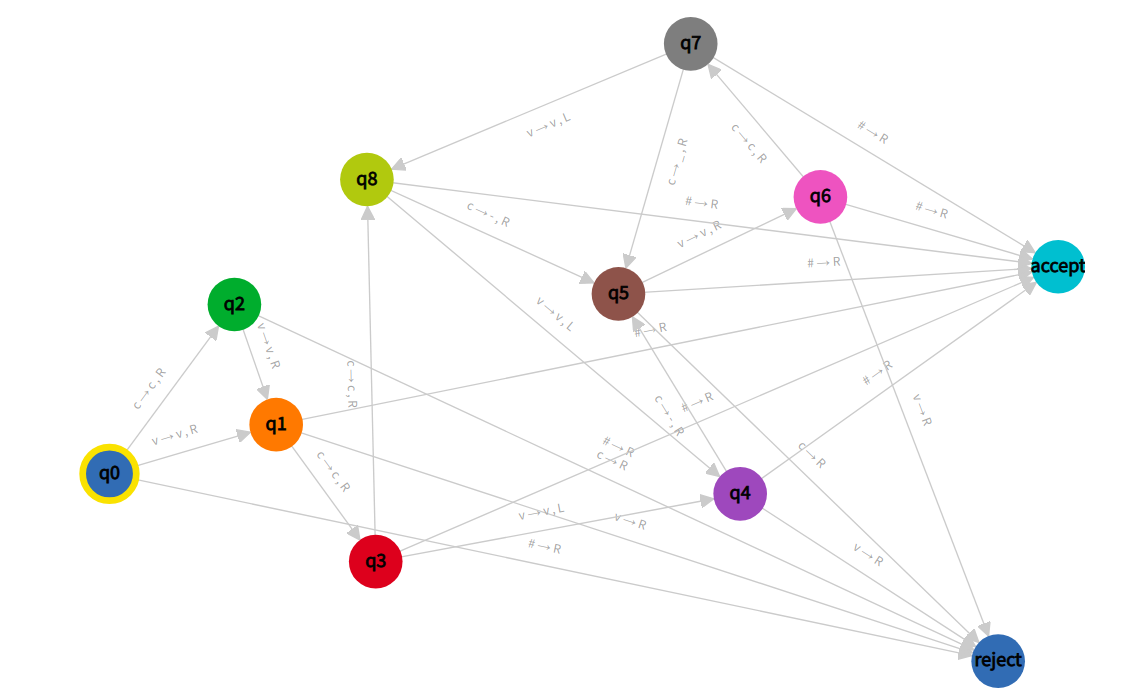 q7
v→v,L
#→R
c→c,R
c→-,R
q8
q6
c→-,R
#→R
#→R
v→v,R
#→R
accept
q5
q2
v→v,L
#→R
v→v,R
c→c,R
c→c,R
#→R
v→R
#→R
c→-,R
q1
v→v,R
#→R
c→R
c→R
c→c,R
q0
q4
v→v,L
v→R
#→R
v→R
q3
reject